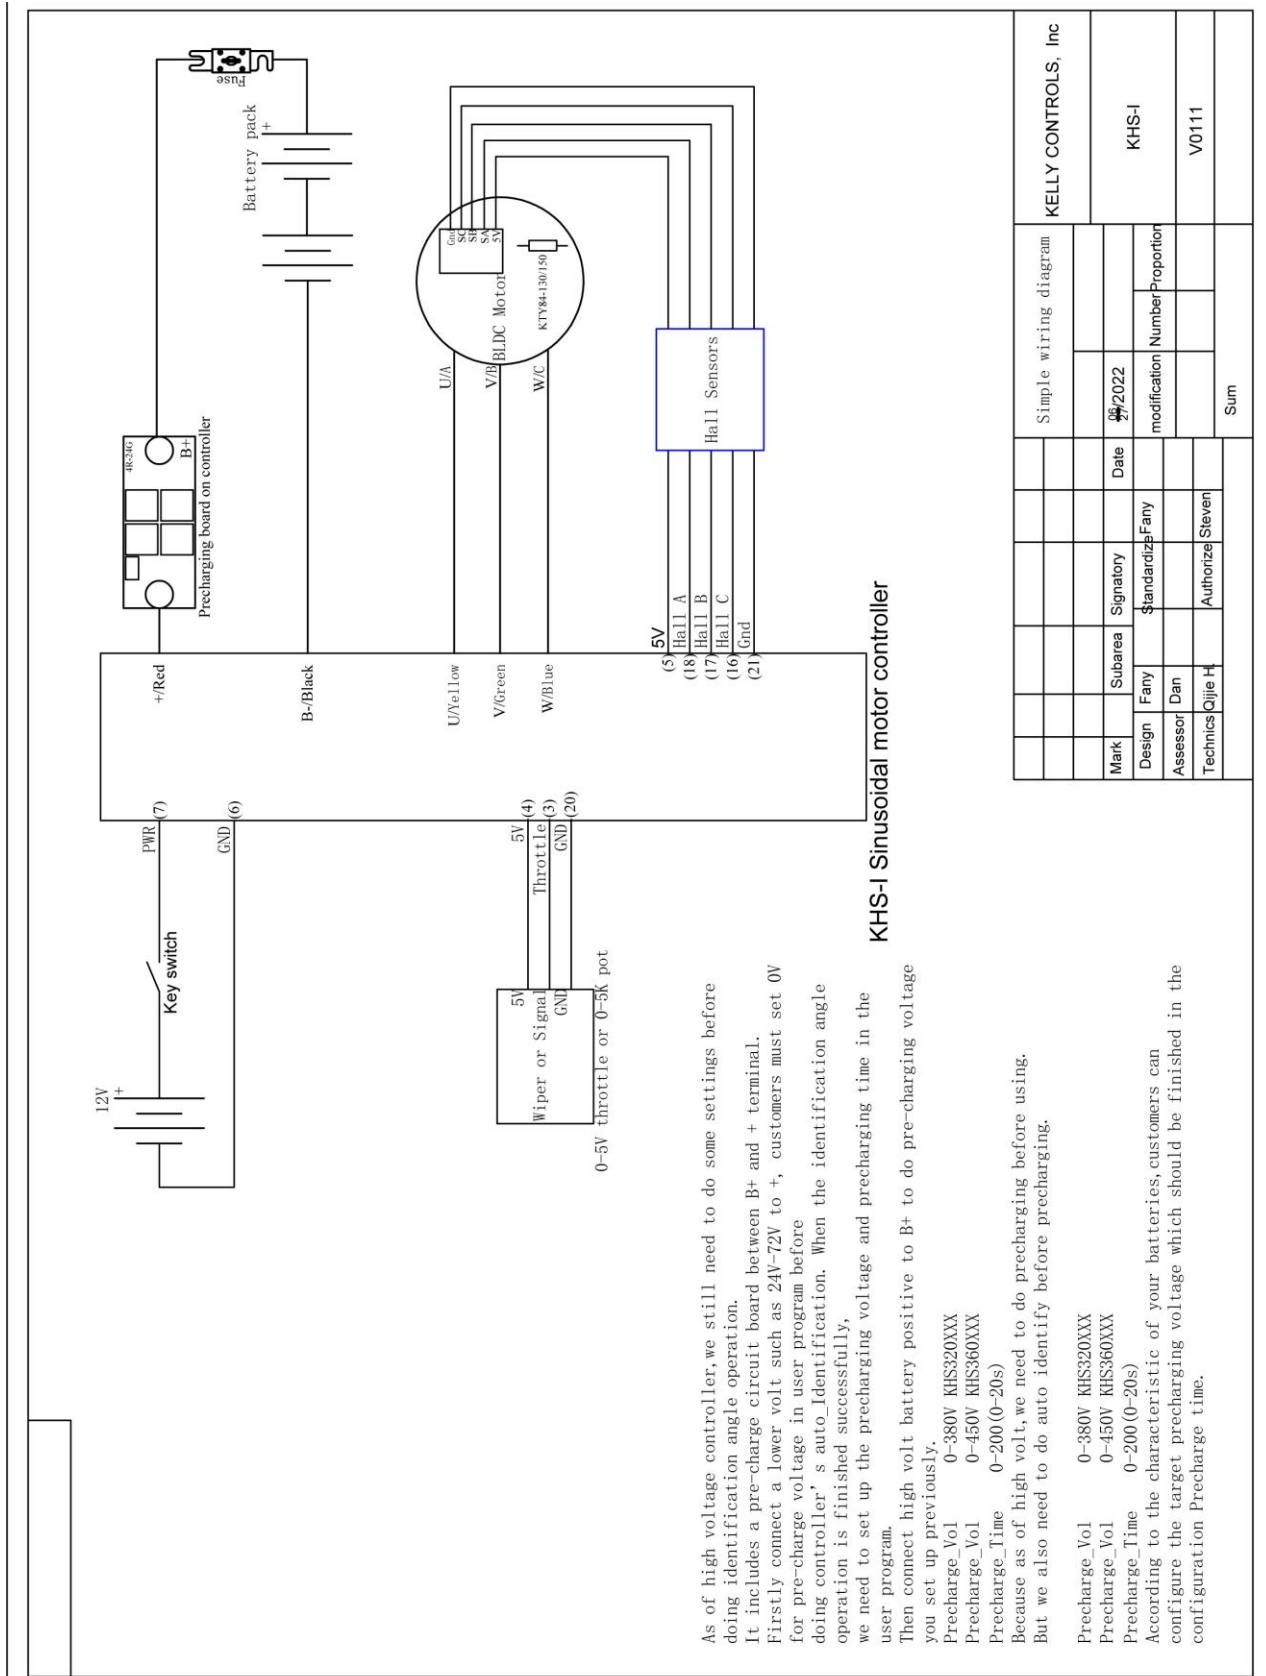 Fuse
Battery pack
+
4R-24G
B+
Precharging board on controller
Gnd
SC
SB
SA
5V
KTY84-130/150
BLDC Motor
U/A
V/B
W/C
Hall Sensors
+/Red
B-/Black
U/Yellow
V/Green
W/Blue
5V
(5)
Hall A
(18)
Hall B
(17)
Hall C
(16)
Gnd
(21)
PWR (7)
GND (6)
Key switch
12V
+
5V (4)
Throttle (3)
GND (20)
5V
Wiper or Signal
GND
0-5V throttle or 0-5K pot
KHS-I Sinusoidal motor controller
As of high voltage controller,we still need to do some settings before
doing identification angle operation.
It includes a pre-charge circuit board between B+ and + terminal.
Firstly connect a lower volt such as 24V-72V to +, customers must set 0V
for pre-charge voltage in user program before
doing controller's auto_Identification. When the identification angle
operation is finished successfully,
we need to set up the precharging voltage and precharging time in the
user program.
Then connect high volt battery positive to B+ to do pre-charging voltage
you set up previously.
Precharge_Vol 0-380V KHS320XXX
Precharge_Vol 0-450V KHS360XXX
Precharge_Time 0-200(0-20s)
Because as of high volt,we need to do precharging before using.
But we also need to do auto identify before precharging.
Precharge_Vol 0-380V KHS320XXX
Precharge_Vol 0-450V KHS360XXX
Precharge_Time 0-200(0-20s)
According to the characteristic of your batteries,customers can
configure the target precharging voltage which should be finished in the
configuration Precharge time.
Simple wiring diagram
KELLY CONTROLS, Inc
KHS-I
V0111
Mark Subarea Signatory Date
/2022
Design Fany Standardize Fany
modification Number Proportion
Assessor Dan
Technics Qijie H. Authorize Steven
Sum